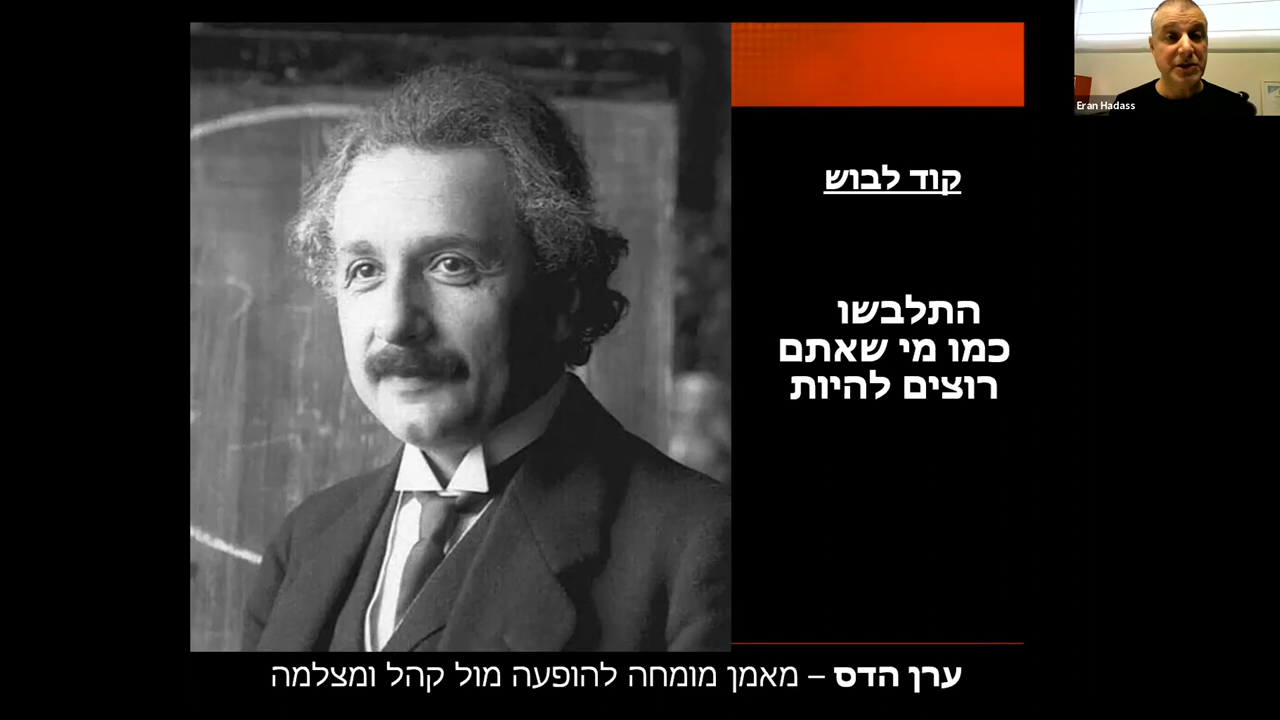 Eran Hadass
קוד לבוש
התלבשו
כמו מי שאתם
רוצים להיות
ערן הדס – מאמן מומחה להופעה מול קהל ומצלמה